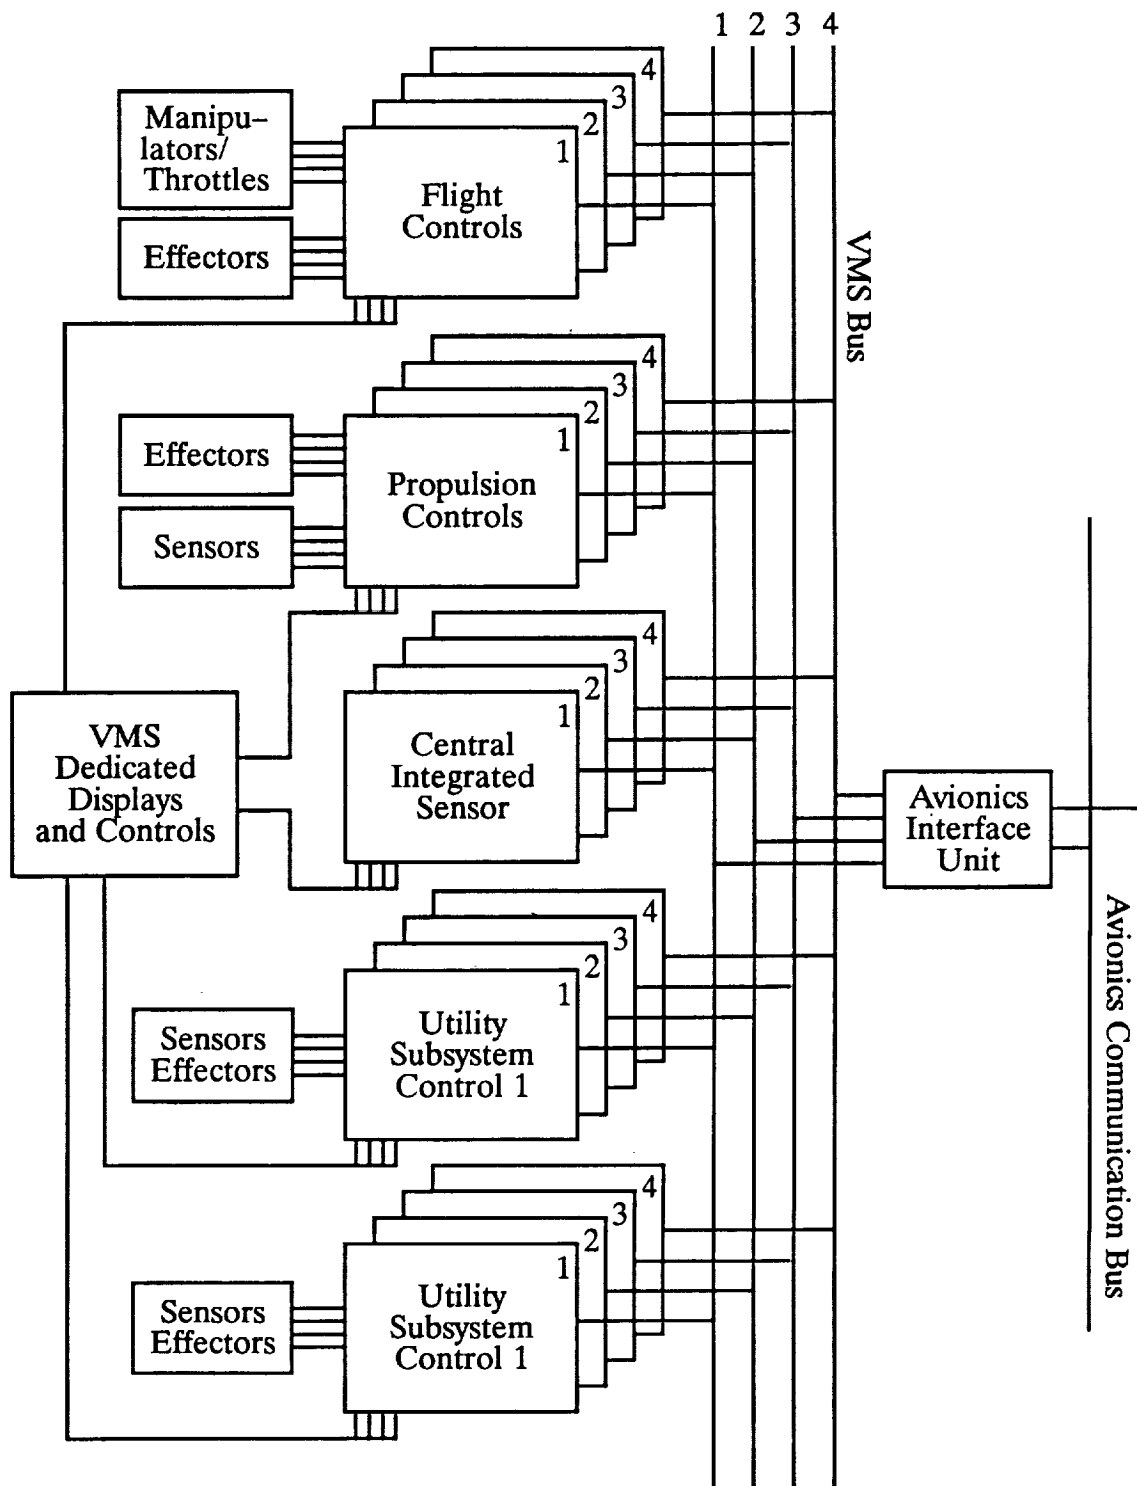 1 2 3 4
4
3
2
1
Manipu–
lators/
Throttles
Flight
Controls
Effectors
VMS Bus
4
3
2
1
Effectors
Propulsion
Controls
Sensors
4
3
2
1
VMS
Dedicated
Displays
and Controls
Central
Integrated
Sensor
Avionics
Interface
Unit
Avionics Communication Bus
4
3
2
1
Sensors
Effectors
Utility
Subsystem
Control 1
4
3
2
1
Sensors
Effectors
Utility
Subsystem
Control 1